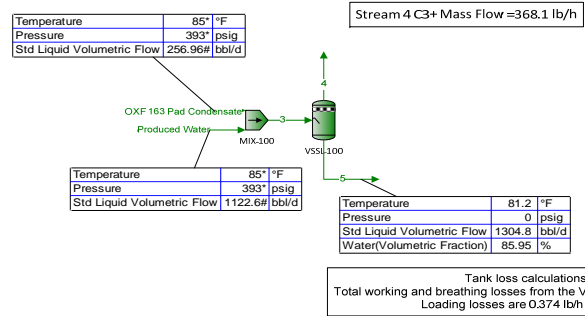 Stream 4 C3+ Mass Flow =368.1 lb/h
Temperature 85* °F
Pressure 393* psig
Std Liquid Volumetric Flow 256.96# bbl/d
4
OXF 163 Pad Condensate
3
Produced Water
MIX-100
VSSL-100
5
Temperature 85* °F
Pressure 393* psig
Std Liquid Volumetric Flow 1122.6# bbl/d
Temperature 81.2 °F
Pressure 0 psig
Std Liquid Volumetric Flow 1304.8 bbl/d
Water(Volumetric Fraction) 85.95 %
Tank loss calculations
Total working and breathing losses from the V
Loading losses are 0.374 lb/h